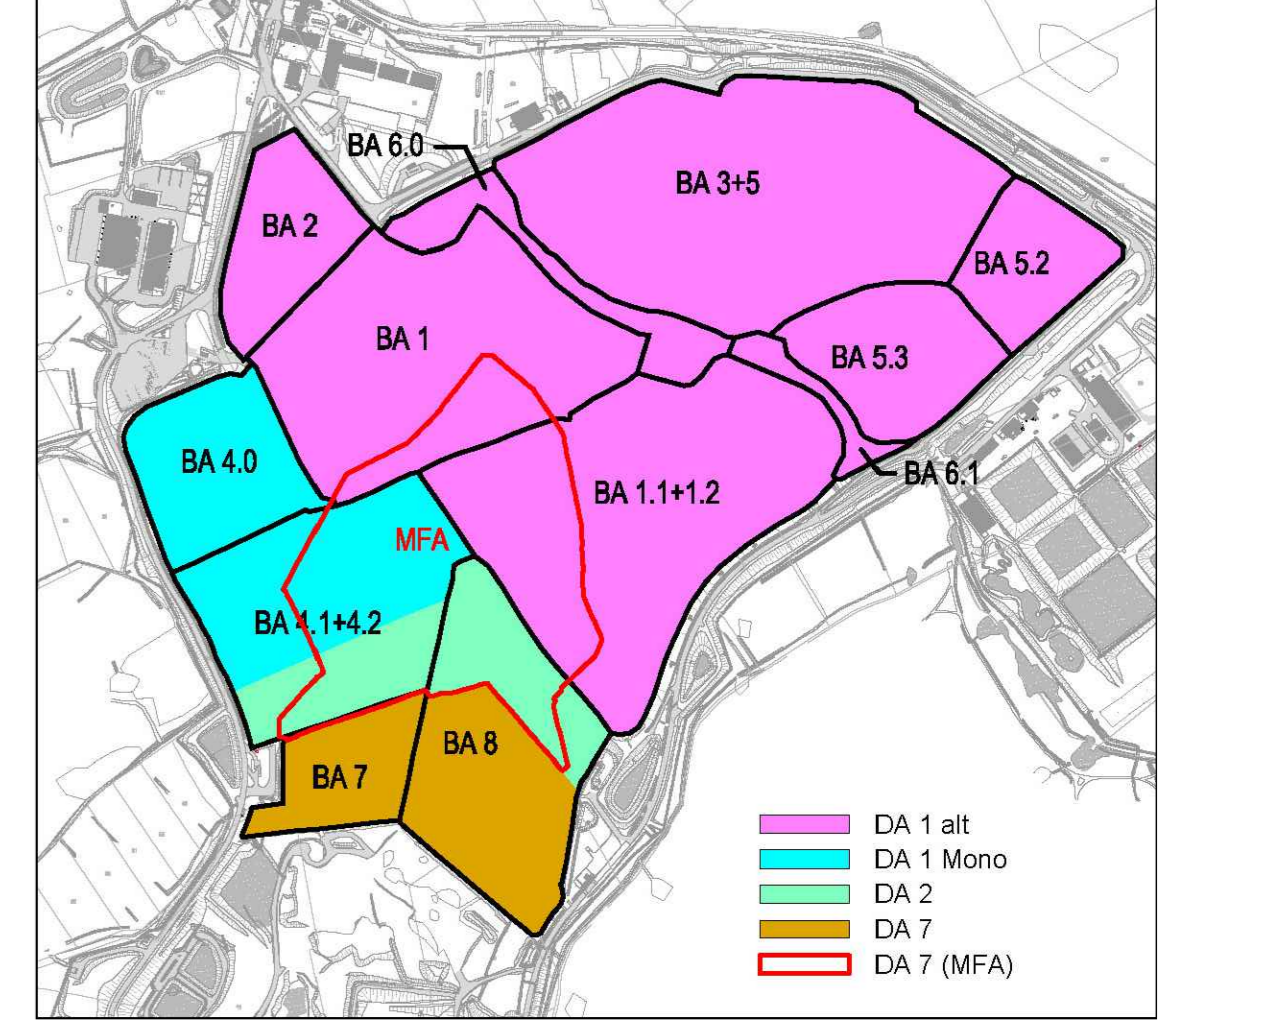 BA 6.0
BA 3+5
BA 2
BA 5.2
BA 1
BA 5.3
BA 4.0
BA 6.1
BA 1.1+1.2
MFA
BA 4.1+4.2
BA 8
BA 7
DA 1 alt
DA 1 Mono
DA 2
DA 7
DA 7 (MFA)